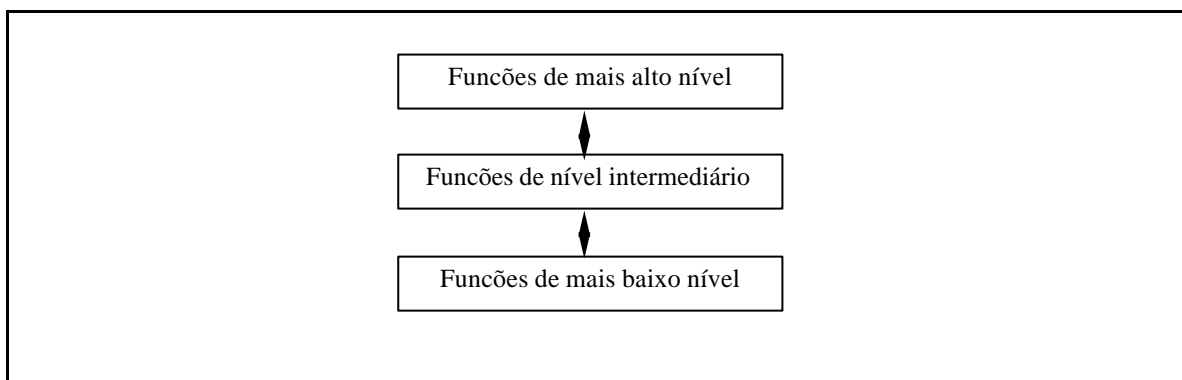 Funcões de mais alto nível
Funcões de nível intermediário
Funcões de mais baixo nível